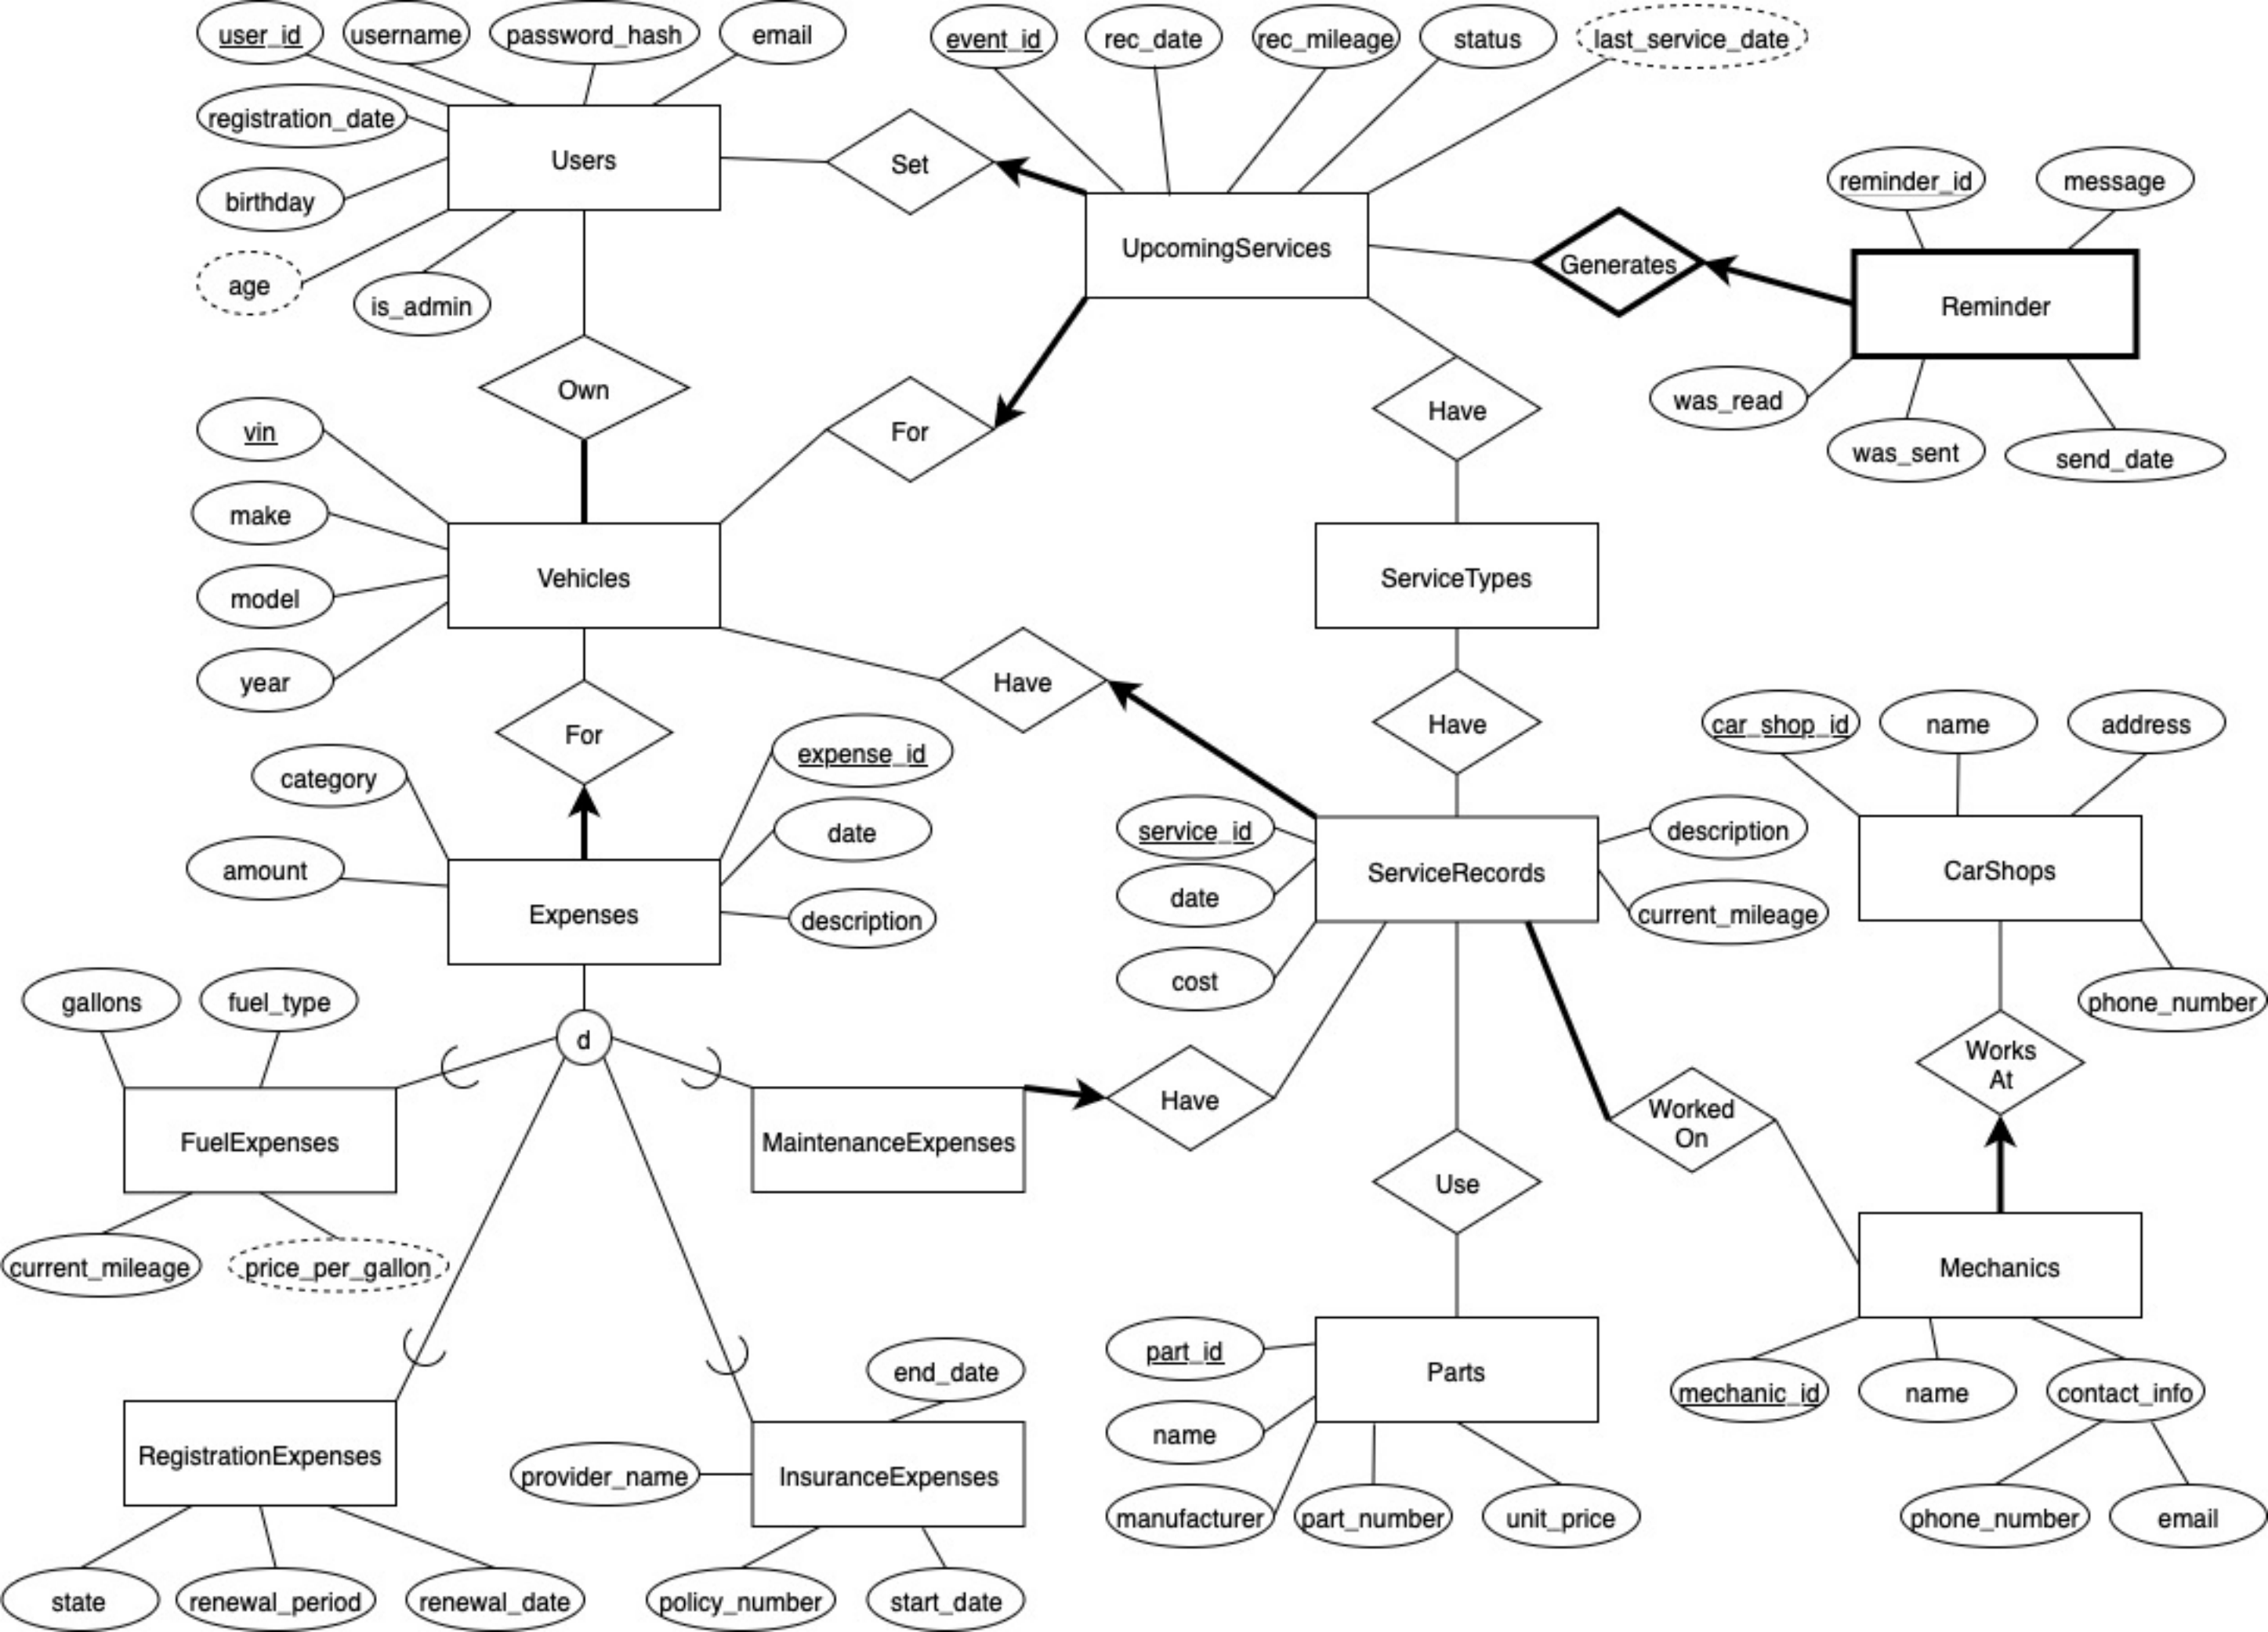 user_id
username
password_hash
email
event_id
rec_date
rec_mileage
status
last_service_date
registration_date
Users
Set
birthday
reminder_id
message
UpcomingServices
Generates
age
is_admin
Reminder
Own
was_read
was_sent
send_date
vin
For
Have
make
Vehicles
ServiceTypes
model
year
Have
Have
For
car_shop_id
name
address
category
expense_id
date
service_id
description
amount
ServiceRecords
CarShops
date
Expenses
description
current_mileage
cost
gallons
fuel_type
phone_number
d
Works
At
FuelExpenses
MaintenanceExpenses
Have
Worked
On
Use
current_mileage
price_per_gallon
Mechanics
part_id
end_date
Parts
mechanic_id
name
contact_info
name
RegistrationExpenses
provider_name
InsuranceExpenses
manufacturer
part_number
unit_price
phone_number
email
state
renewal_period
renewal_date
policy_number
start_date